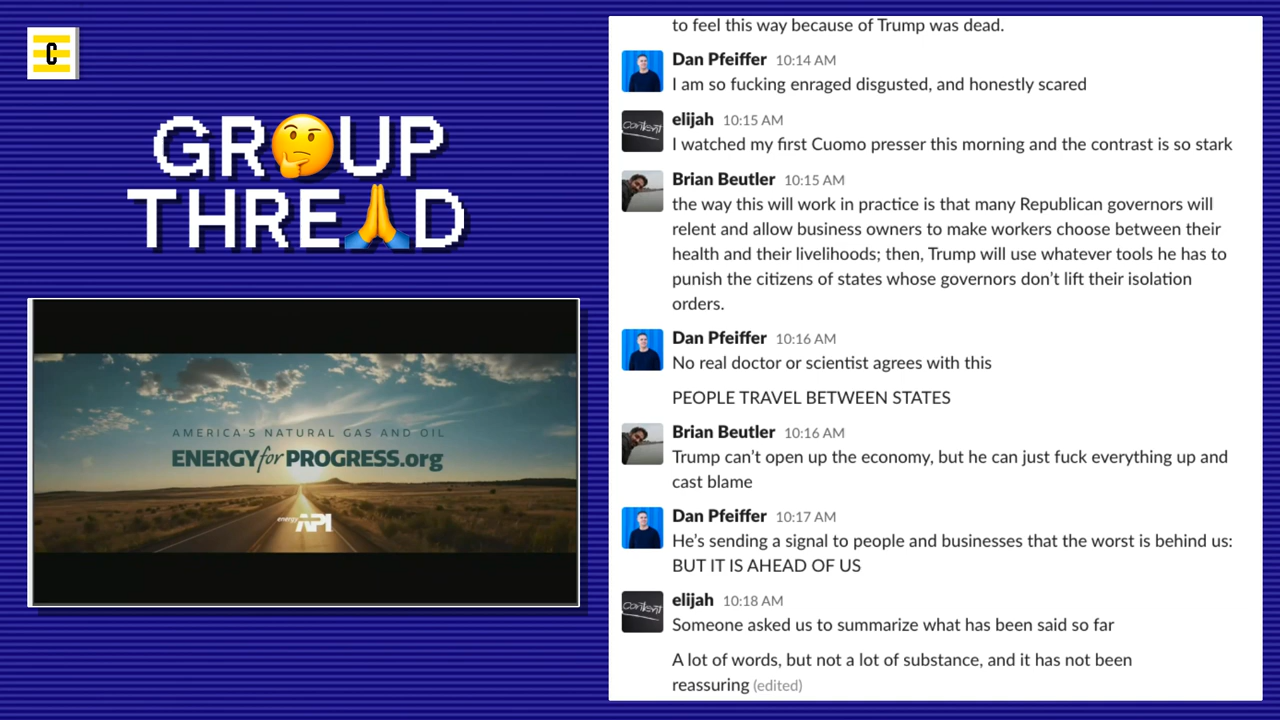 C
GR🤔UP
THRE🙏D
AMERICA'S NATURAL GAS AND OIL
ENERGYforPROGRESS.org
energy API
to feel this way because of Trump was dead.
Dan Pfeiffer 10:14 AM
I am so fucking enraged disgusted, and honestly scared
elijah 10:15 AM
I watched my first Cuomo presser this morning and the contrast is so stark
Brian Beutler 10:15 AM
the way this will work in practice is that many Republican governors will
relent and allow business owners to make workers choose between their
health and their livelihoods; then, Trump will use whatever tools he has to
punish the citizens of states whose governors don’t lift their isolation
orders.
Dan Pfeiffer 10:16 AM
No real doctor or scientist agrees with this
PEOPLE TRAVEL BETWEEN STATES
Brian Beutler 10:16 AM
Trump can’t open up the economy, but he can just fuck everything up and
cast blame
Dan Pfeiffer 10:17 AM
He’s sending a signal to people and businesses that the worst is behind us:
BUT IT IS AHEAD OF US
elijah 10:18 AM
Someone asked us to summarize what has been said so far
A lot of words, but not a lot of substance, and it has not been
reassuring (edited)